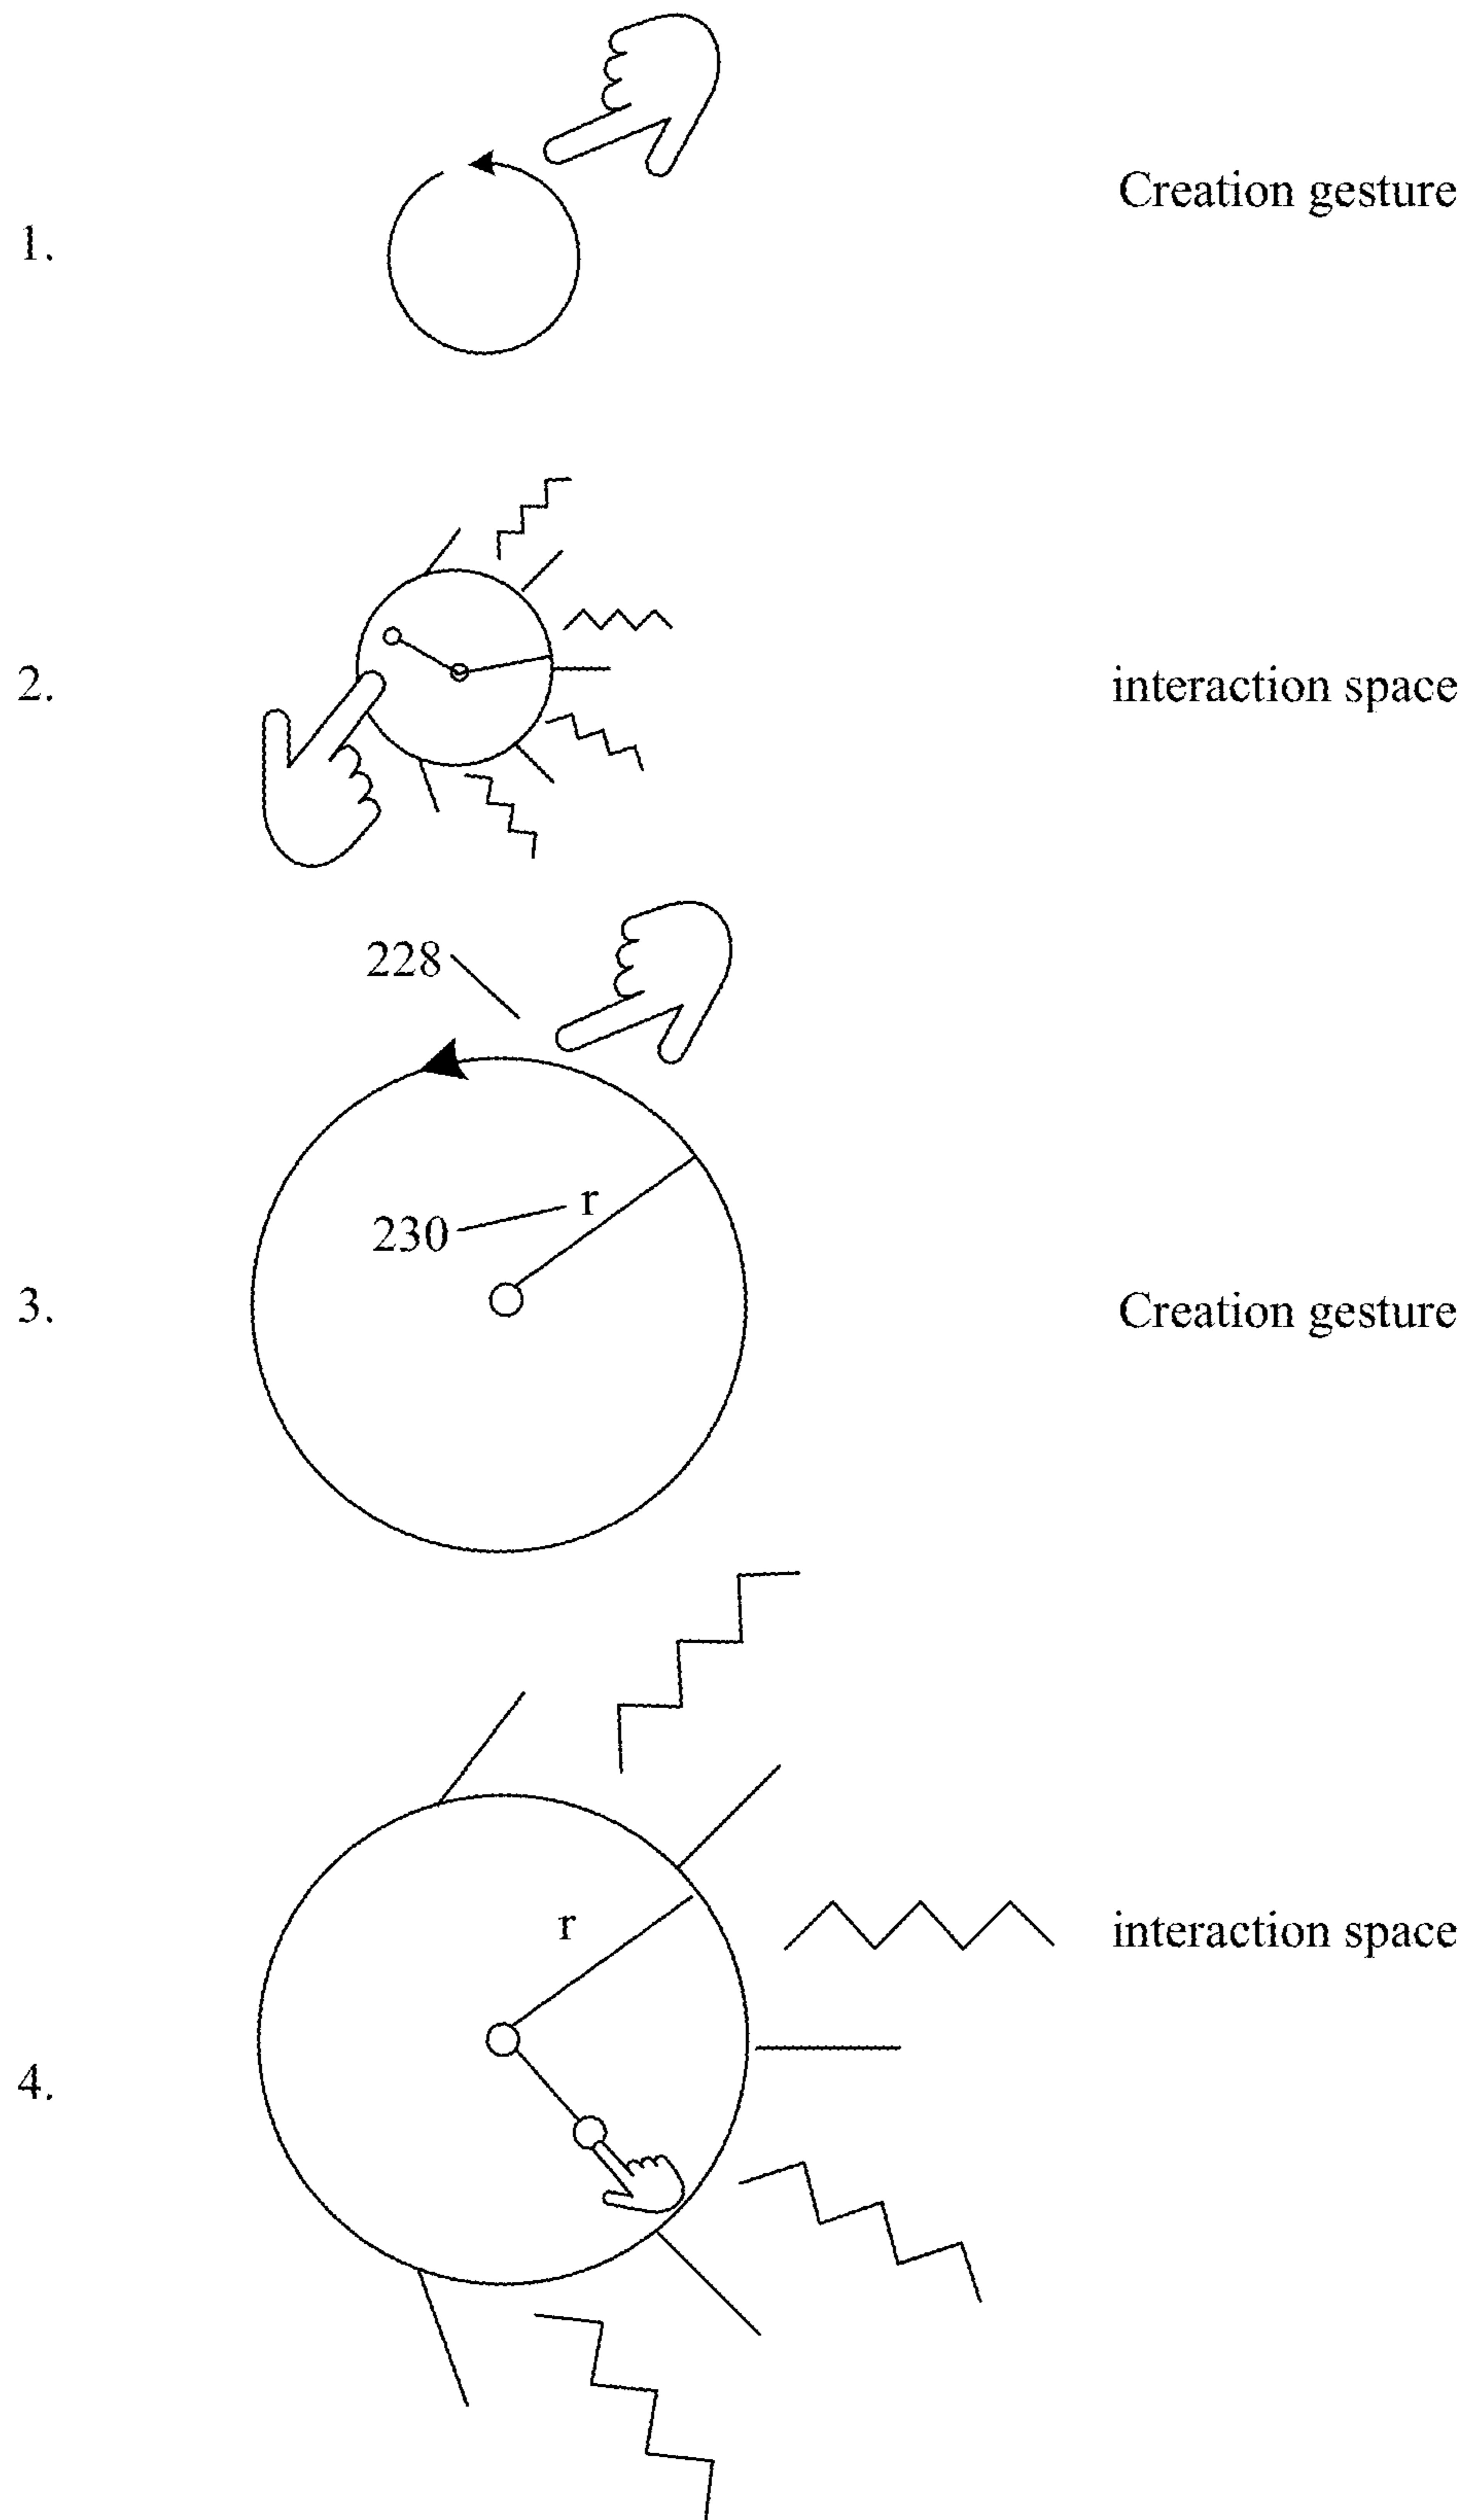 Creation gesture
1.
2.
interaction space
228
r
230
3.
Creation gesture
r
interaction space
4.